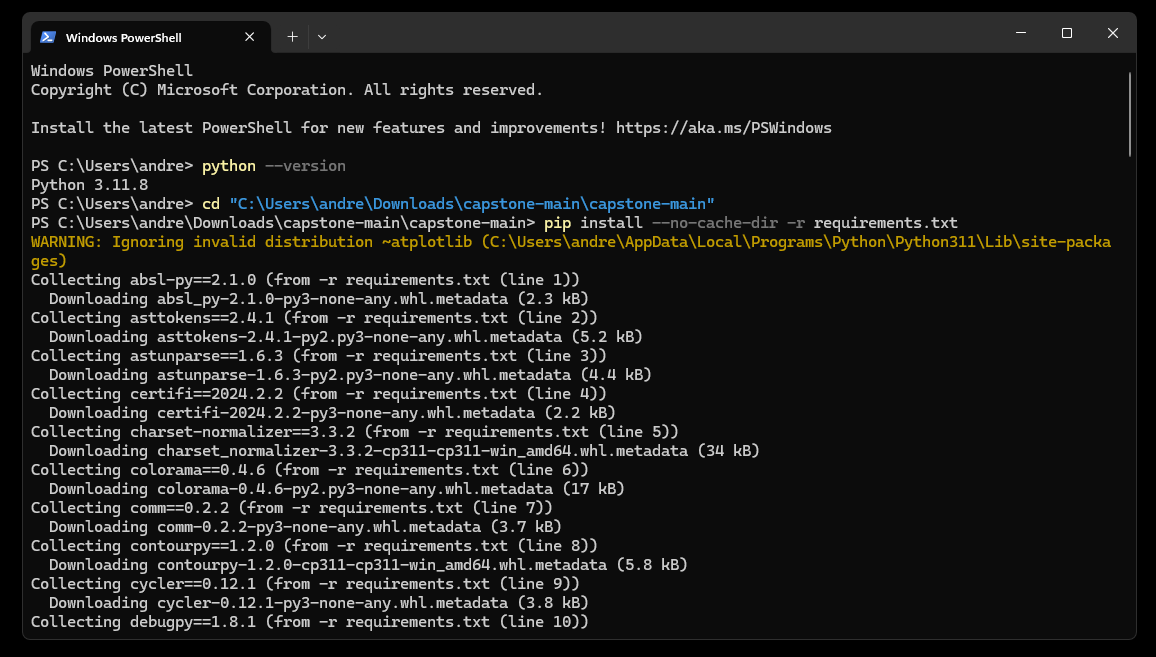 Windows PowerShell
Windows PowerShell
Copyright (C) Microsoft Corporation. All rights reserved.
Install the latest PowerShell for new features and improvements! https://aka.ms/PSWindows
PS C:\Users\andre> python --version
Python 3.11.8
PS C:\Users\andre> cd "C:\Users\andre\Downloads\capstone-main\capstone-main"
PS C:\Users\andre\Downloads\capstone-main\capstone-main> pip install --no-cache-dir -r requirements.txt
WARNING: Ignoring invalid distribution ~atplotlib (C:\Users\andre\AppData\Local\Programs\Python\Python311\Lib\site-packa
ges)
Collecting absl-py==2.1.0 (from -r requirements.txt (line 1))
  Downloading absl_py-2.1.0-py3-none-any.whl.metadata (2.3 kB)
Collecting asttokens==2.4.1 (from -r requirements.txt (line 2))
  Downloading asttokens-2.4.1-py2.py3-none-any.whl.metadata (5.2 kB)
Collecting astunparse==1.6.3 (from -r requirements.txt (line 3))
  Downloading astunparse-1.6.3-py2.py3-none-any.whl.metadata (4.4 kB)
Collecting certifi==2024.2.2 (from -r requirements.txt (line 4))
  Downloading certifi-2024.2.2-py3-none-any.whl.metadata (2.2 kB)
Collecting charset-normalizer==3.3.2 (from -r requirements.txt (line 5))
  Downloading charset_normalizer-3.3.2-cp311-cp311-win_amd64.whl.metadata (34 kB)
Collecting colorama==0.4.6 (from -r requirements.txt (line 6))
  Downloading colorama-0.4.6-py2.py3-none-any.whl.metadata (17 kB)
Collecting comm==0.2.2 (from -r requirements.txt (line 7))
  Downloading comm-0.2.2-py3-none-any.whl.metadata (3.7 kB)
Collecting contourpy==1.2.0 (from -r requirements.txt (line 8))
  Downloading contourpy-1.2.0-cp311-cp311-win_amd64.whl.metadata (5.8 kB)
Collecting cycler==0.12.1 (from -r requirements.txt (line 9))
  Downloading cycler-0.12.1-py3-none-any.whl.metadata (3.8 kB)
Collecting debugpy==1.8.1 (from -r requirements.txt (line 10))